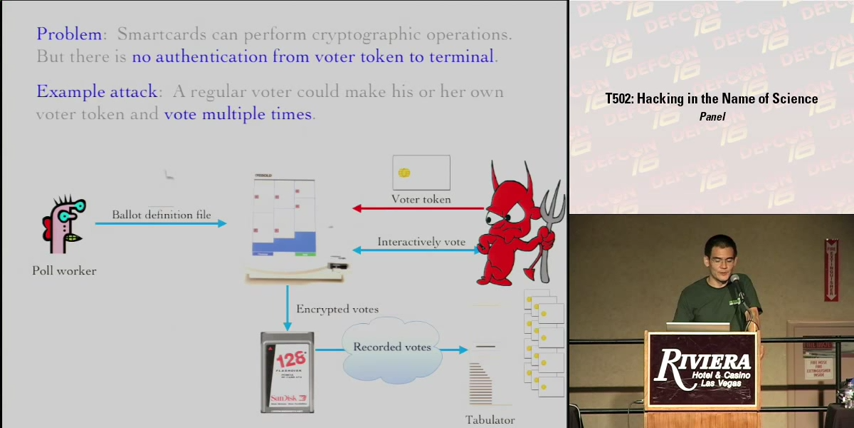 Problem: Smartcards can perform cryptographic operations.
But there is no authentication from voter token to terminal.
Example attack: A regular voter could make his or her own
voter token and vote multiple times.
Voter token
Ballot definition file
Interactively vote
Poll worker
Encrypted votes
Recorded votes
128
SanDisk
Tabulator
DEFCON 16
T502: Hacking in the Name of Science
Panel
RIVIERA
Hotel & Casino
Las Vegas